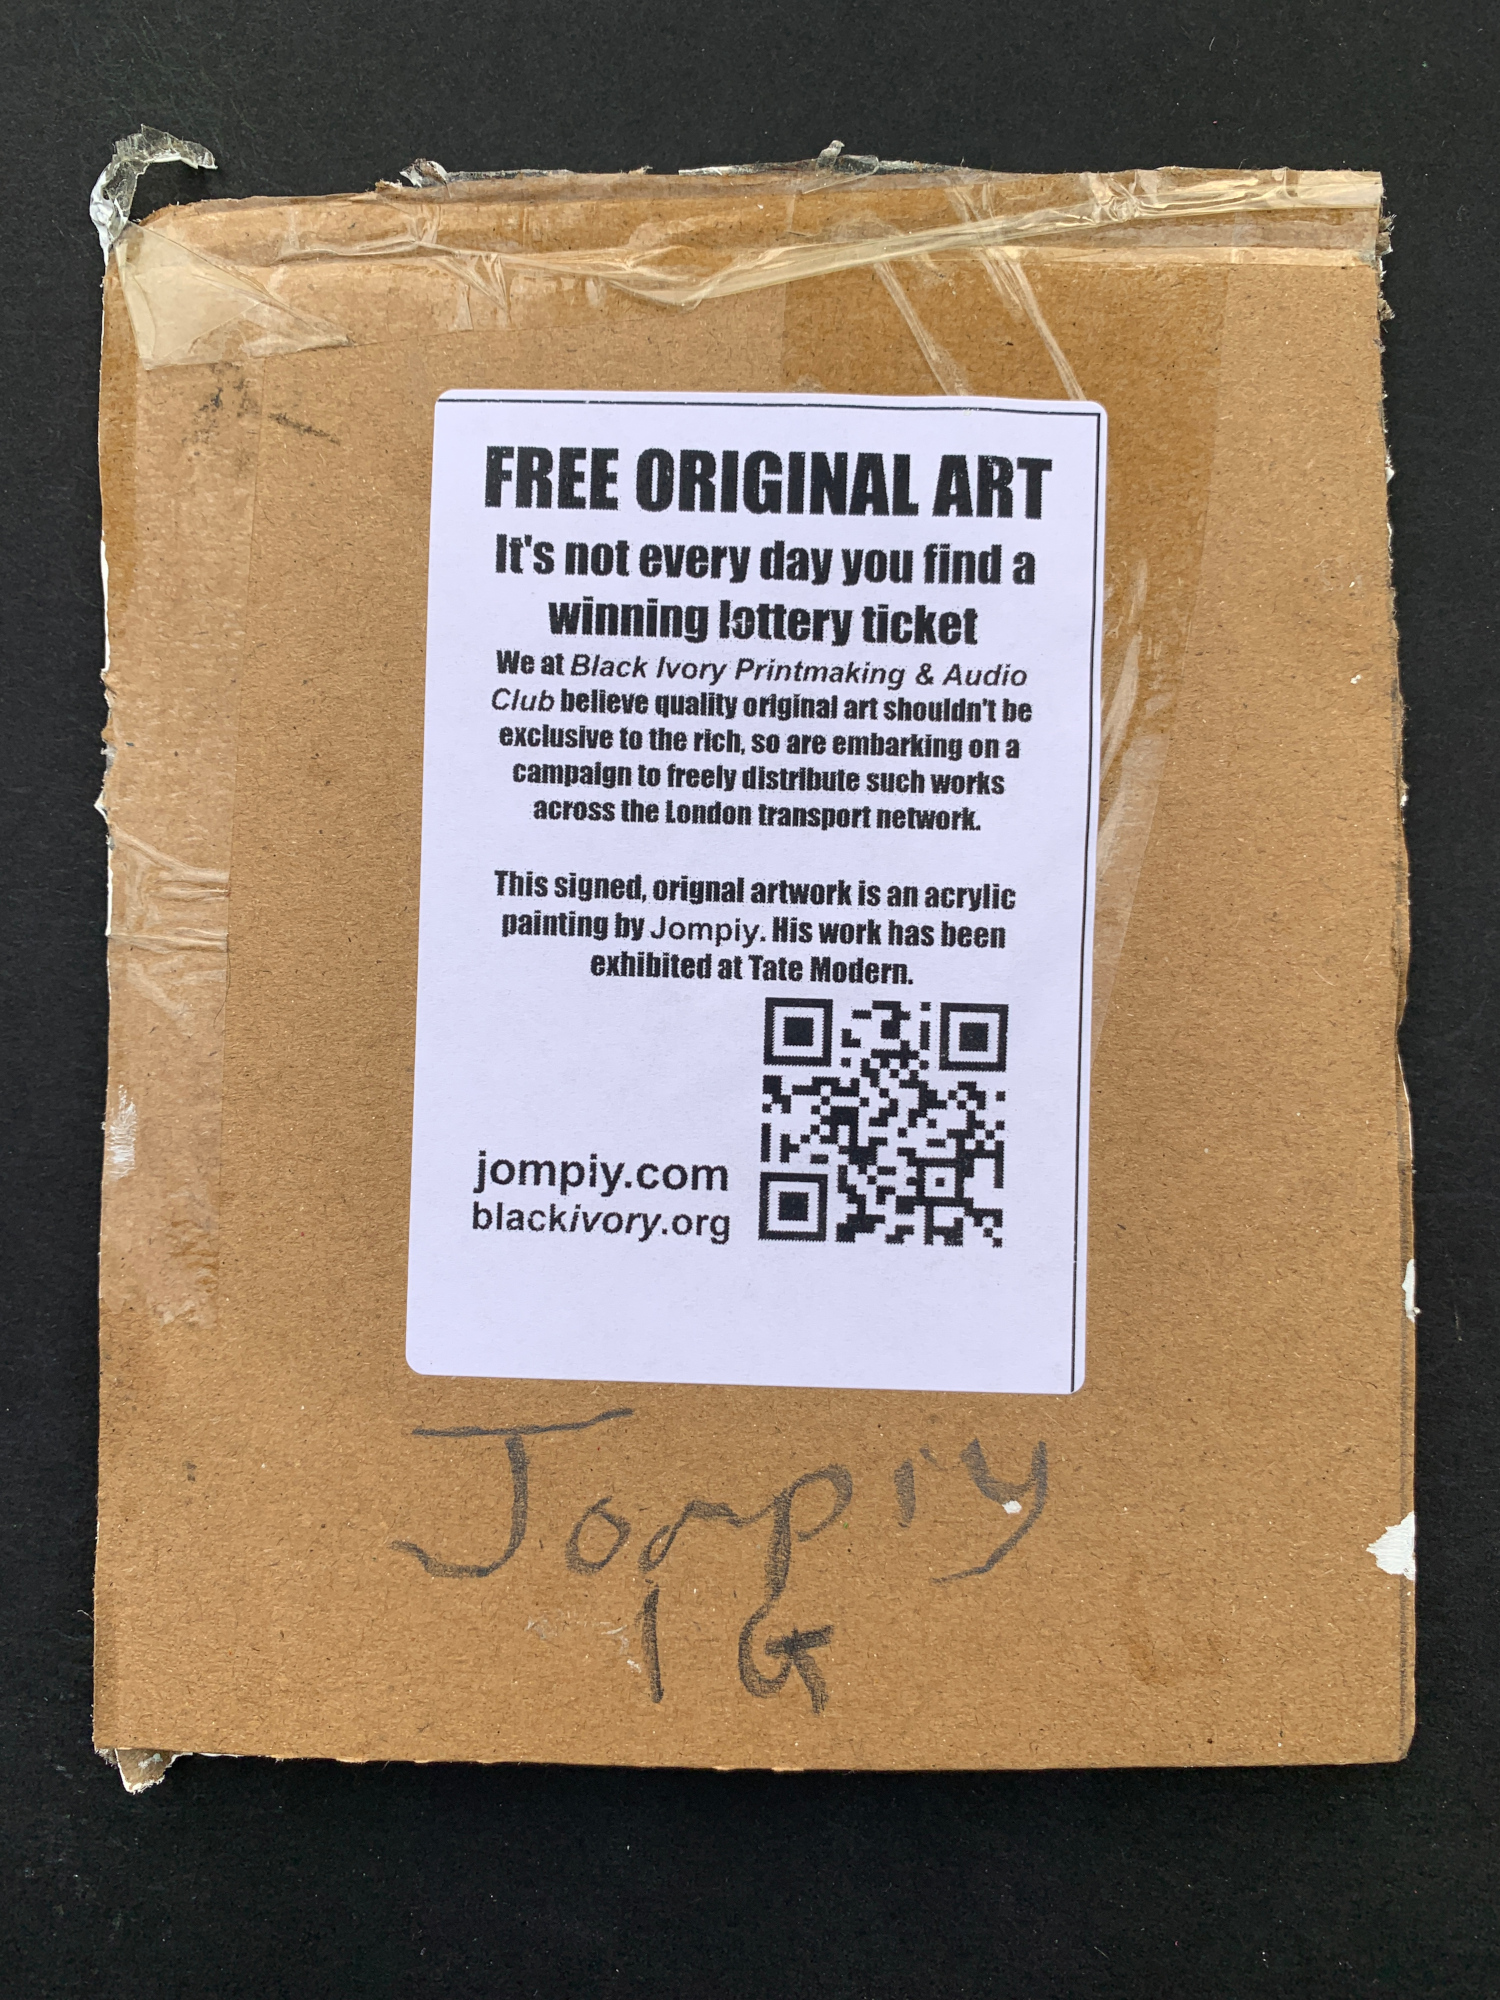 FREE ORIGINAL ART
It's not every day you find a
winning lottery ticket
We at Black Ivory Printmaking & Audio
Club believe quality original art shouldn't be
exclusive to the rich, so are embarking on a
campaign to freely distribute such works
across the London transport network.
This signed, orignal artwork is an acrylic
painting by Jompiy. His work has been
exhibited at Tate Modern.
jompiy.com
blackivory.org
Jompiy
1G